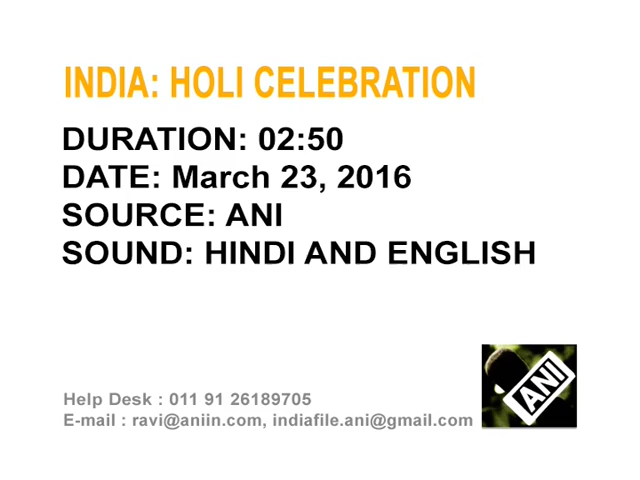 INDIA: HOLI CELEBRATION
DURATION: 02:50
DATE: March 23, 2016
SOURCE: ANI
SOUND: HINDI AND ENGLISH
Help Desk : 011 91 26189705
E-mail : ravi@aniin.com, indiafile.ani@gmail.com
ANI